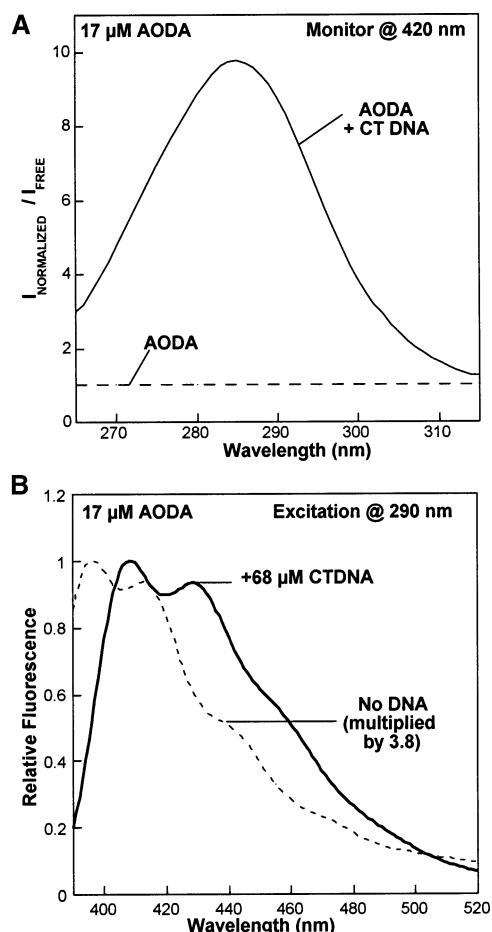 A
17 µM AODA Monitor @ 420 nm
10
8
6
4
2
0
I NORMALIZED / I FREE
AODA
+ CT DNA
AODA
270 280 290 300 310
Wavelength (nm)
B
1.2
1
0.8
0.6
0.4
0.2
0
Relative Fluorescence
17 µM AODA Excitation @ 290 nm
+68 µM CTDNA
No DNA
(multiplied
by 3.8)
400 420 440 460 480 500 520
Wavelength (nm)